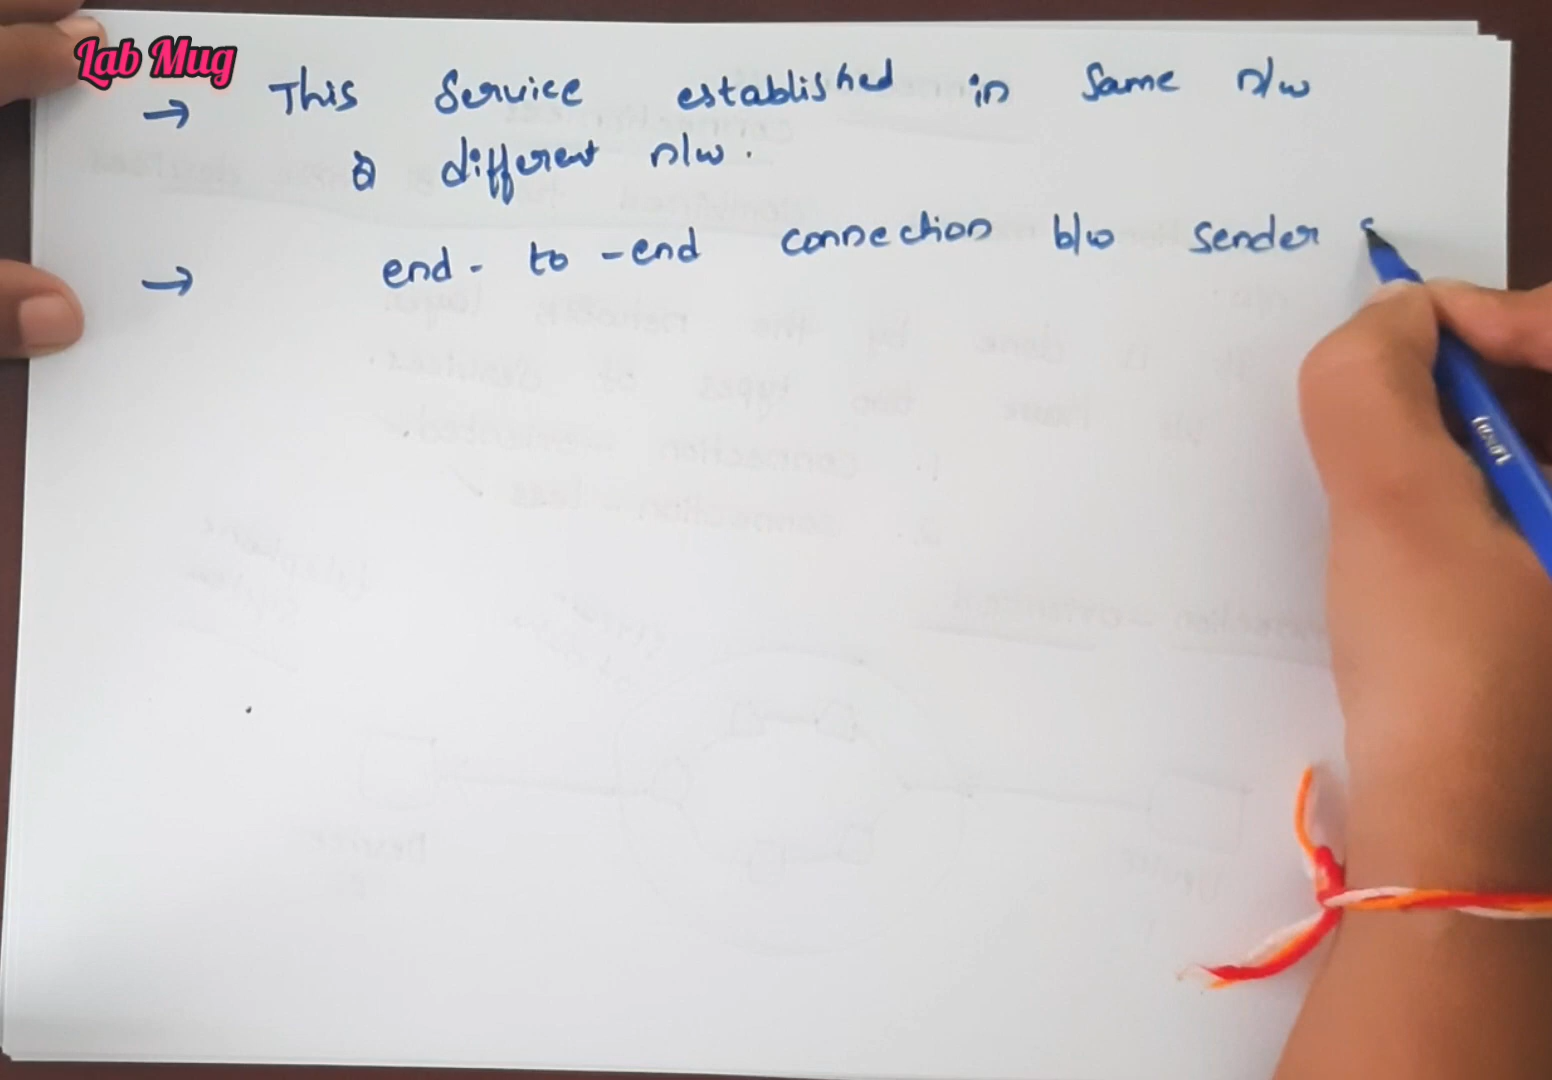 Lab Mug
→ This Service established in Same n/w
different n/w.
→ end - to - end connection b/w sender